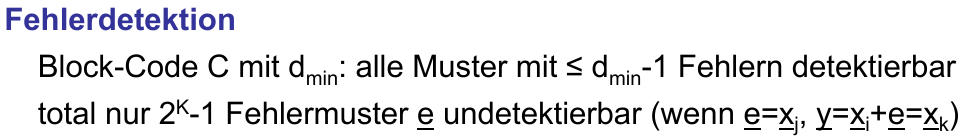 Fehlerdetektion
Block-Code C mit dmin: alle Muster mit ≤ dmin-1 Fehlern detektierbar
total nur 2^K-1 Fehlermuster e undetektierbar (wenn e=xj, y=xi+e=xk)